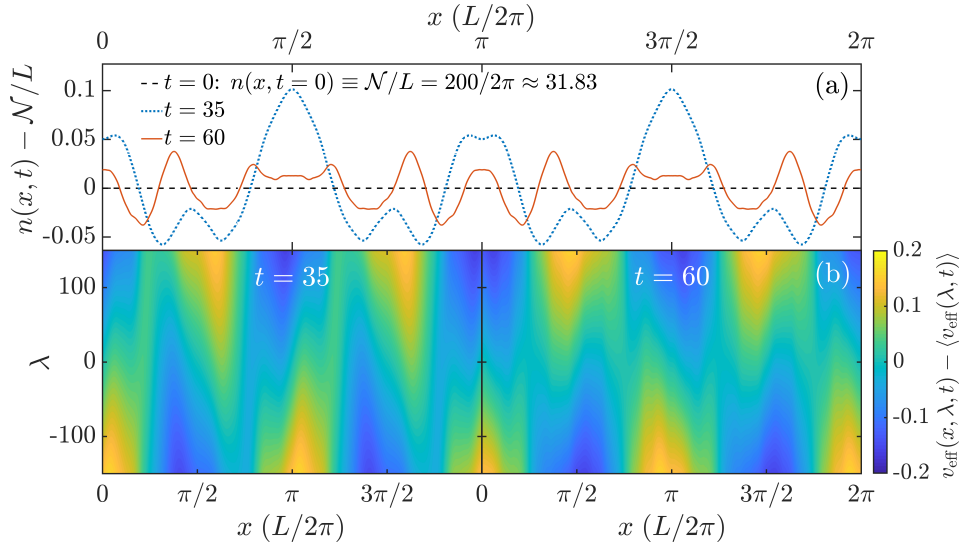 x (L/2π)
0 π/2 π 3π/2 2π
n(x, t) − 𝒩/L
0.1
0.05
0
-0.05
t = 0: n(x, t = 0) ≡ 𝒩/L = 200/2π ≈ 31.83
t = 35
t = 60
(a)
t = 35
t = 60
(b)
λ
100
0
-100
0 π/2 π 3π/2 0 π/2 π 3π/2 2π
x (L/2π) x (L/2π)
0.2
0.1
0
-0.1
-0.2
v_eff(x, λ, t) − ⟨v_eff(λ, t)⟩